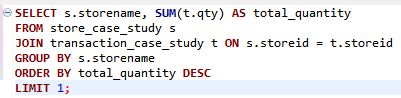 SELECT s.storename, SUM(t.qty) AS total_quantity
FROM store_case_study s
JOIN transaction_case_study t ON s.storeid = t.storeid
GROUP BY s.storename
ORDER BY total_quantity DESC
LIMIT 1;